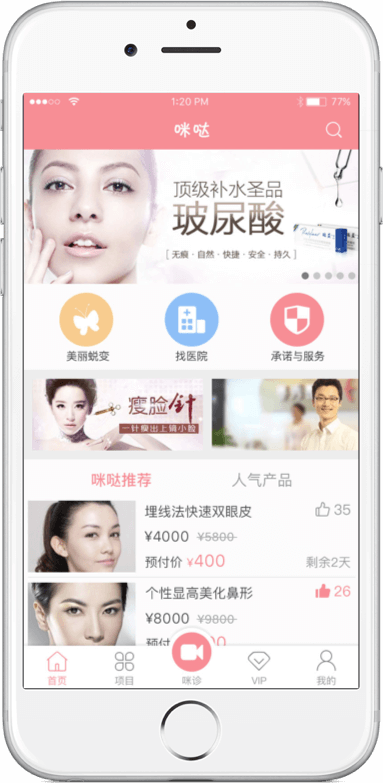 1:20 PM 77%
咪哒
顶级补水圣品
玻尿酸
[ 无痕 · 自然 · 快捷 · 安全 · 持久 ]
美丽蜕变 找医院 承诺与服务
瘦脸针
一针模出上镜小脸
咪哒推荐 人气产品
埋线法快速双眼皮 35
¥4000 ¥5800
预付价 ¥400 剩余2天
个性显高美化鼻形 26
¥8000 ¥9800
首页 项目 咪诊 VIP 我的